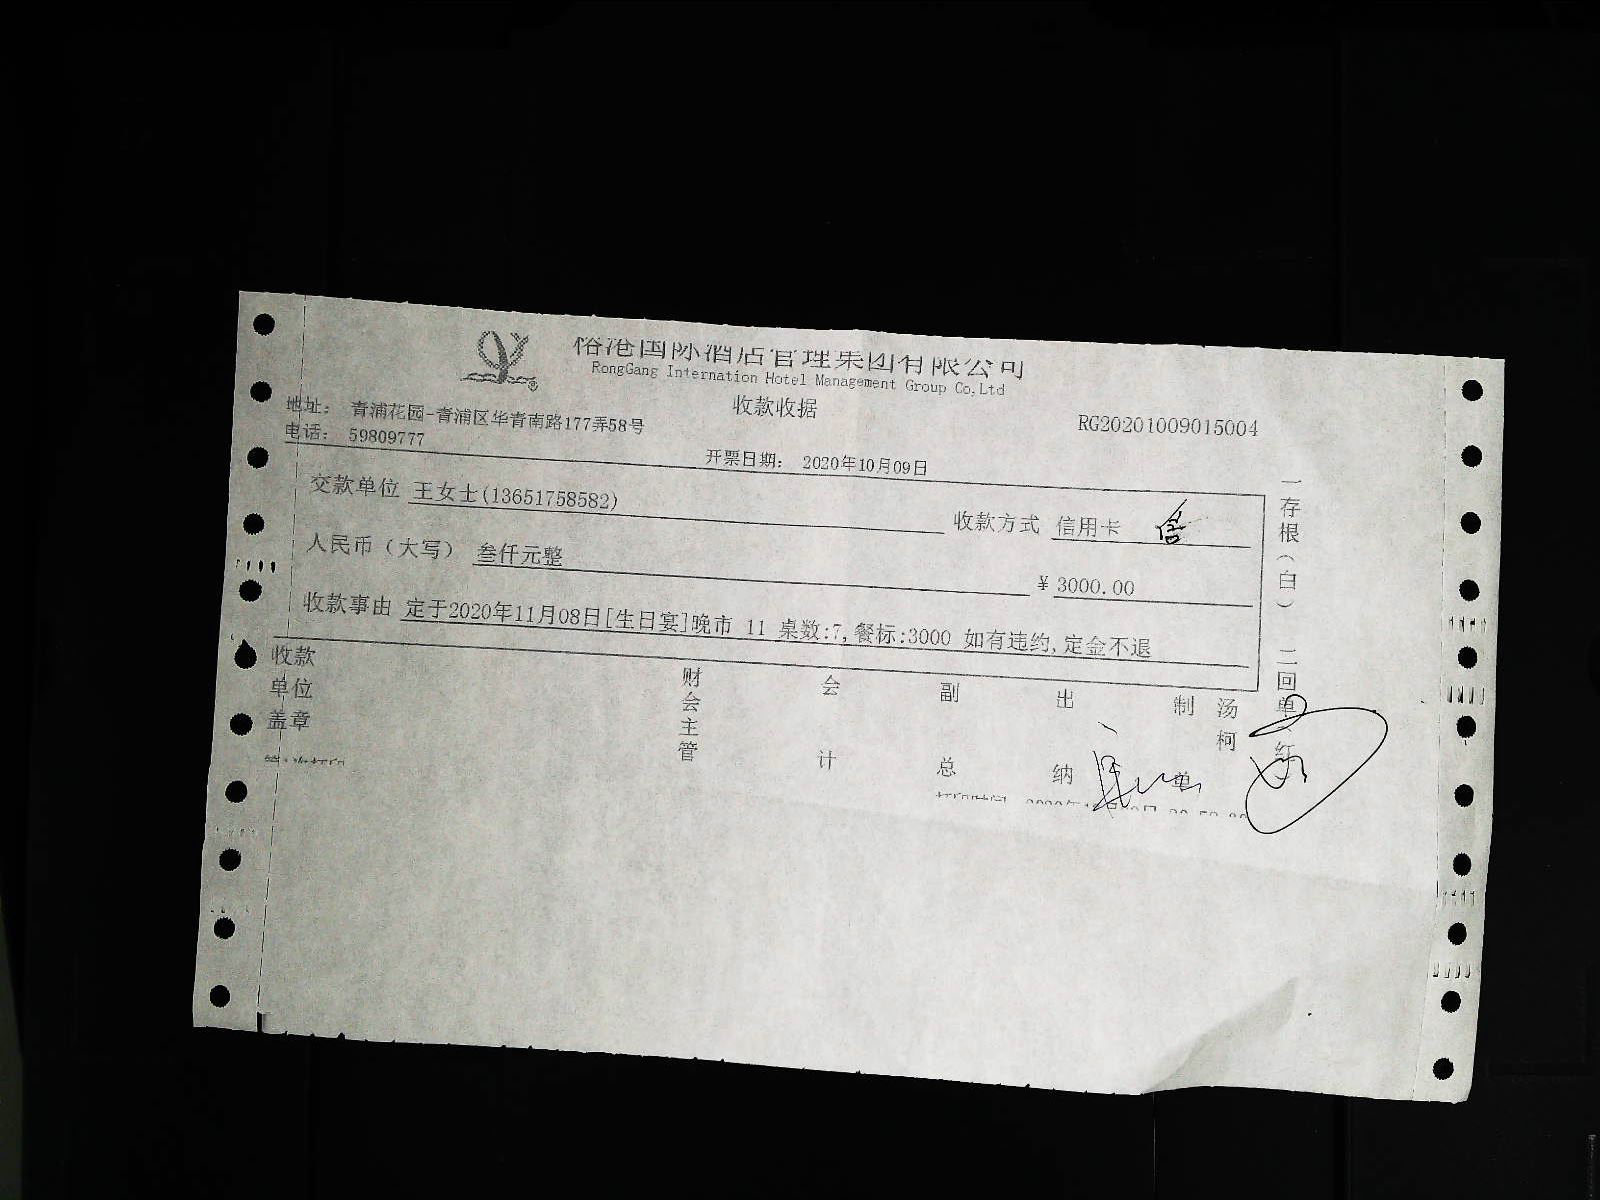 裕港国际酒店管理集团有限公司
RongGang Internation Hotel Management Group Co,Ltd
收款收据
地址: 青浦花园-青浦区华青南路177弄58号
RG20201009015004
电话: 59809777
开票日期: 2020年10月09日
交款单位 王女士(13651758582)
收款方式 信用卡 信
人民币（大写） 叁仟元整
¥ 3000.00
收款事由 定于2020年11月08日[生日宴]晚市 11 桌数:7,餐标:3000 如有违约,定金不退
收款单位盖章
财会主管
会计
副总
出纳
制单
汤柯
一存根(白) 二回单(红
打印时间